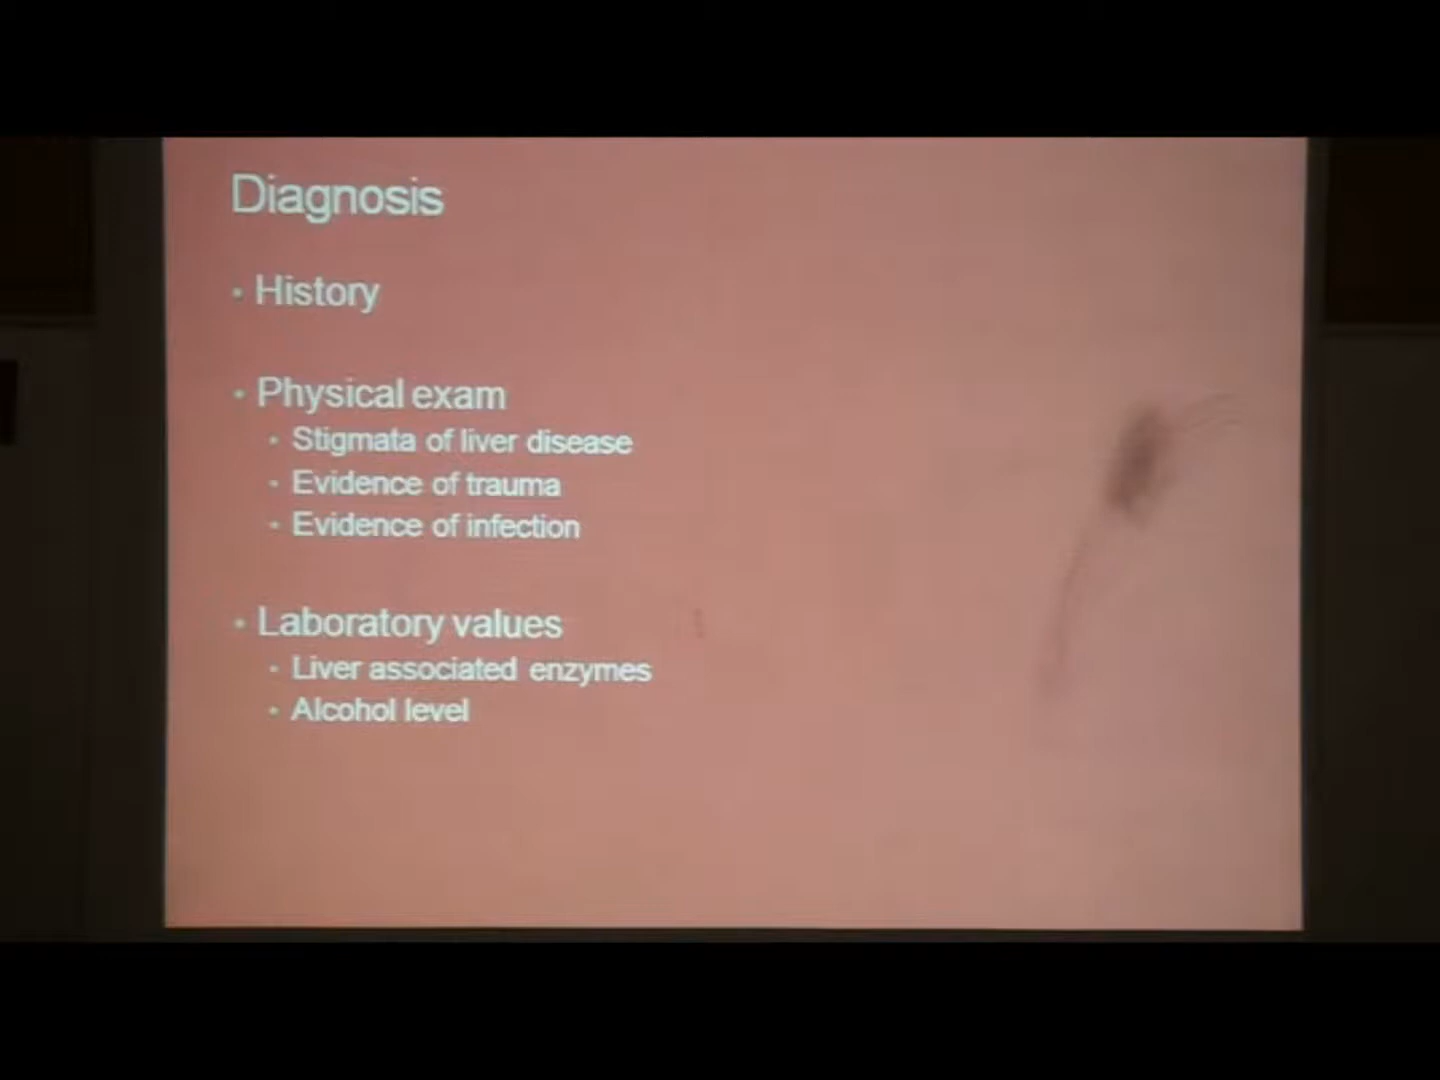 Diagnosis
• History
• Physical exam
• Stigmata of liver disease
• Evidence of trauma
• Evidence of infection
• Laboratory values
• Liver associated enzymes
• Alcohol level